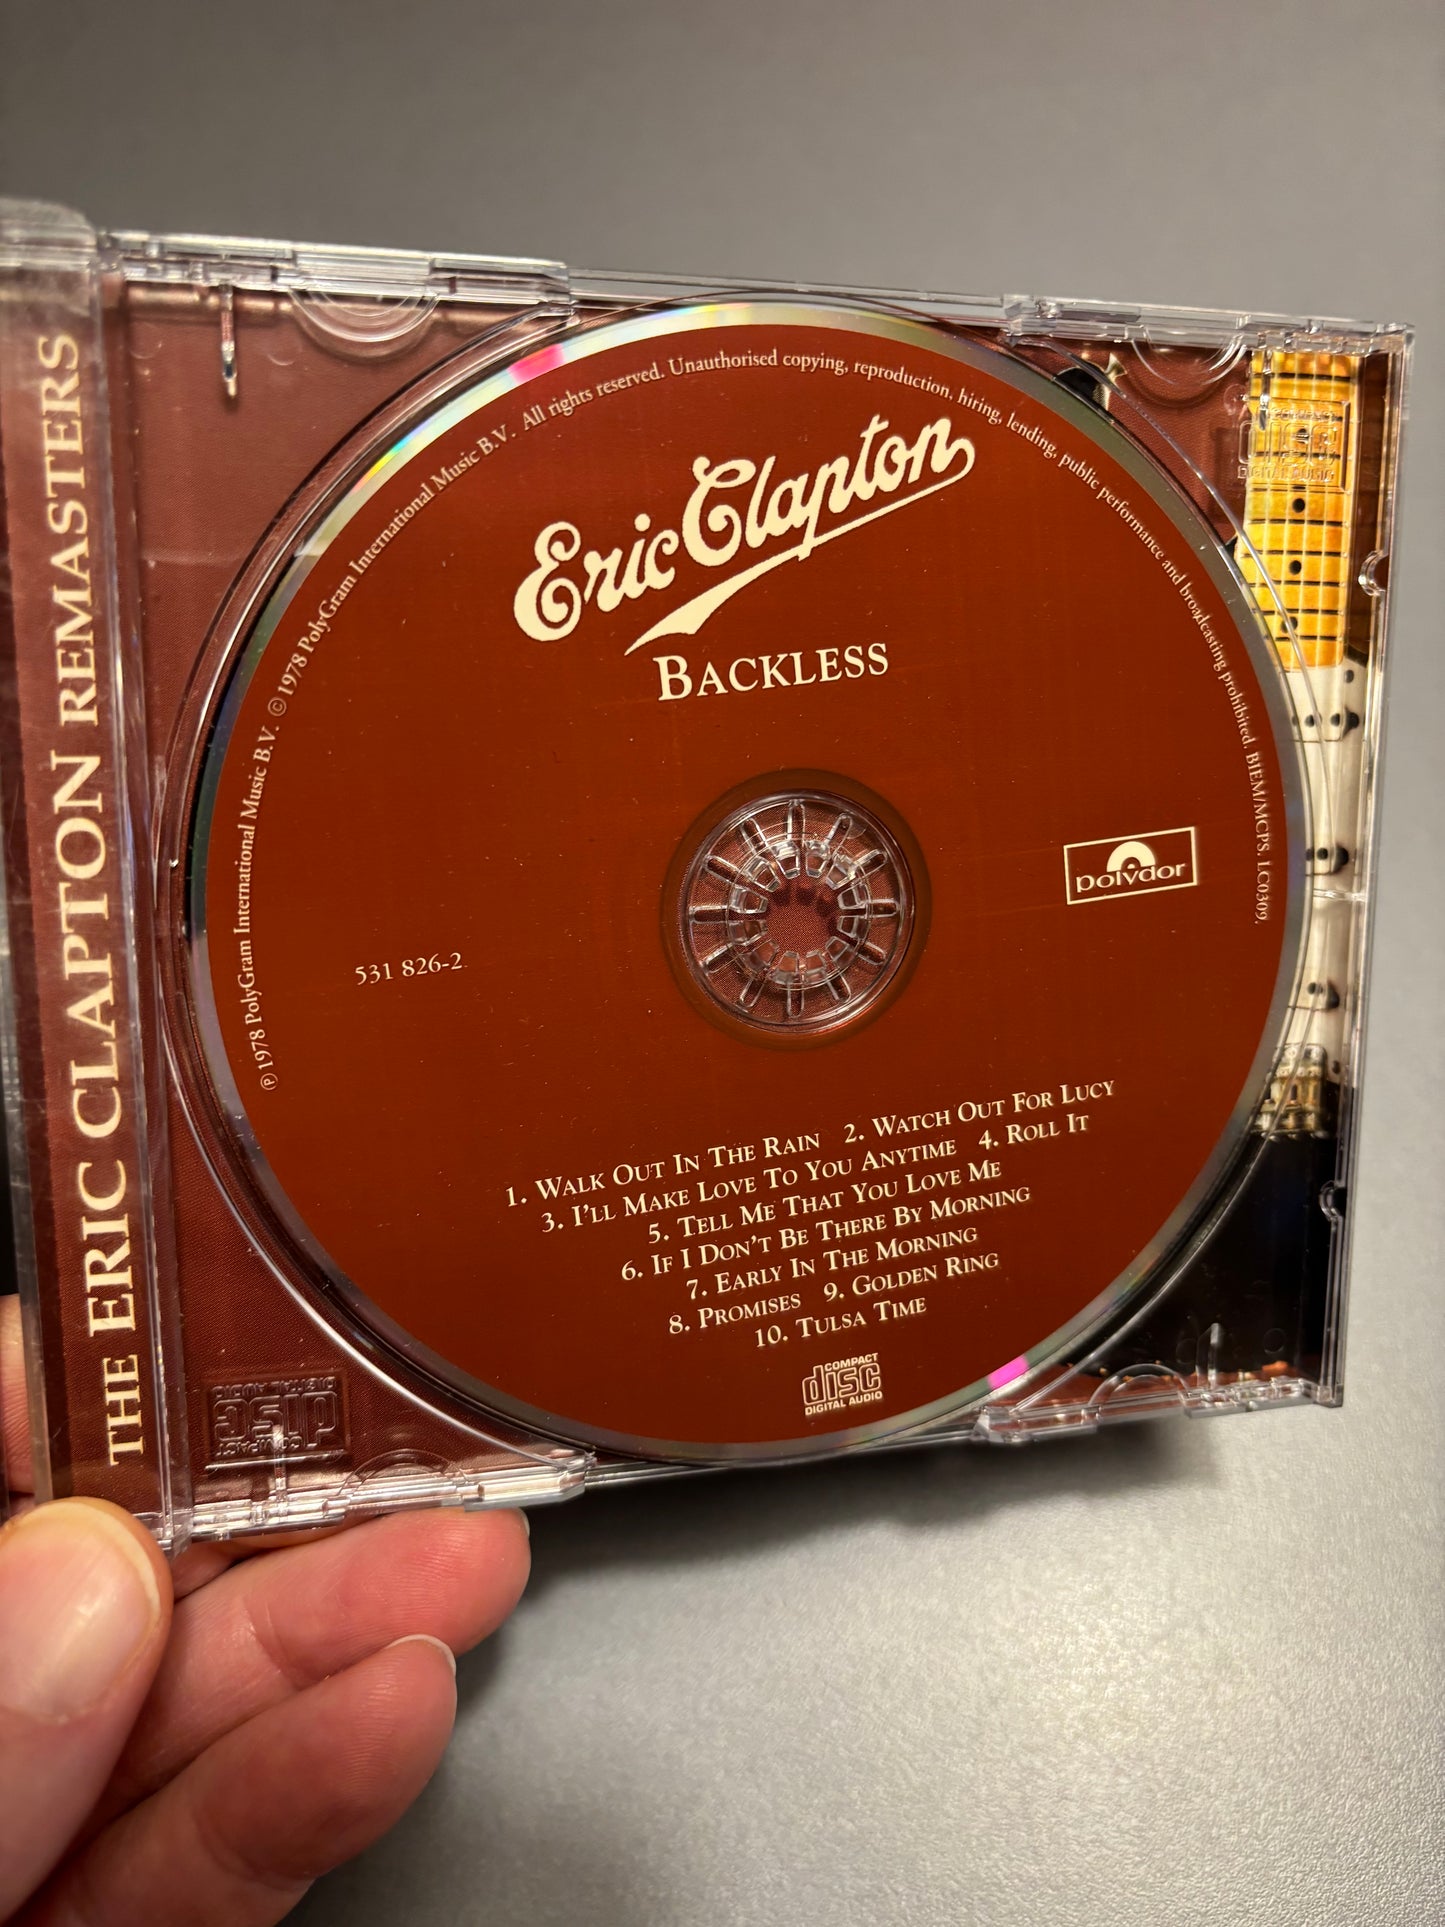 THE ERIC CLAPTON REMASTERS
℗ 1978 PolyGram International Music B.V. © 1978 PolyGram International Music B.V. All rights reserved. Unauthorised copying, reproduction, hiring, lending, public performance and broadcasting prohibited. BIEM/MCPS. LC0309.
Eric Clapton
BACKLESS
polydor
531 826-2
1. WALK OUT IN THE RAIN 2. WATCH OUT FOR LUCY
3. I'LL MAKE LOVE TO YOU ANYTIME 4. ROLL IT
5. TELL ME THAT YOU LOVE ME
6. IF I DON'T BE THERE BY MORNING
7. EARLY IN THE MORNING
8. PROMISES 9. GOLDEN RING
10. TULSA TIME
COMPACT
disc
DIGITAL AUDIO
COMPACT
disc
DIGITAL AUDIO
COMPACT
disc
DIGITAL AUDIO